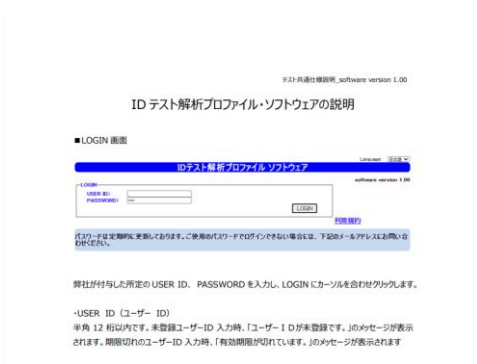 テスト共通仕様説明_software version 1.00
ID テスト解析プロファイル・ソフトウェアの説明
■LOGIN 画面
Language 日本語
IDテスト解析プロファイル ソフトウェア
software version 1.00
LOGIN
USER ID:
PASSWORD:
LOGIN
利用規約
パスワードは定期的に更新しております。ご使用のパスワードでログインできない場合には、下記のメールアドレスにお問い合
わせください。
弊社が付与した所定の USER ID、 PASSWORD を入力し、LOGIN にカーソルを合わせクリックします。
・USER ID（ユーザー ID）
半角 12 桁以内です。未登録ユーザーID 入力時、「ユーザーＩＤが未登録です。」のメッセージが表示
されます。期限切れのユーザーID 入力時、「有効期限が切れています。」のメッセージが表示されます